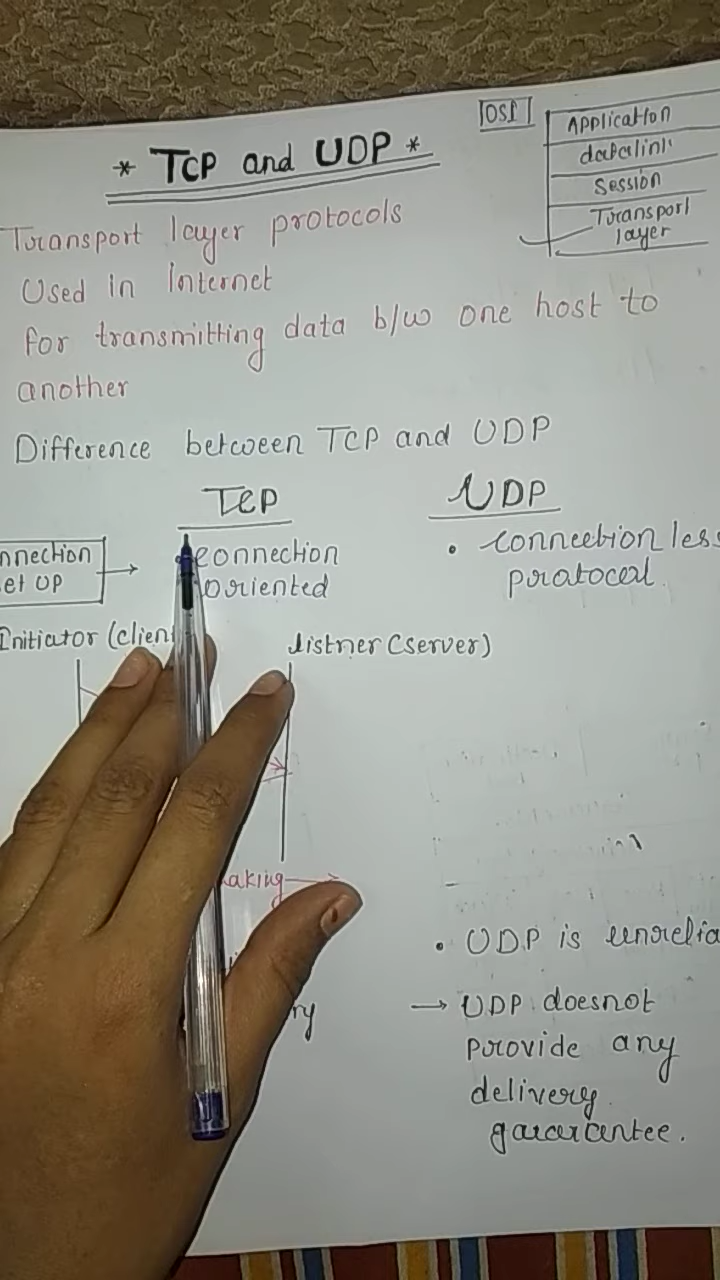 OSI
Application
datalink
Session
Transport
layer
* TCP and UDP *
Transport layer protocols
Used in Internet
for transmitting data b/w one host to
another
Difference between TCP and UDP
TCP
UDP
nnection
et up
connection
oriented
• connection less
protocol.
Initiator (client
listner (server)
aking
• UDP is unrelia
ry
→ UDP doesnot
provide any
delivery
guarantee.